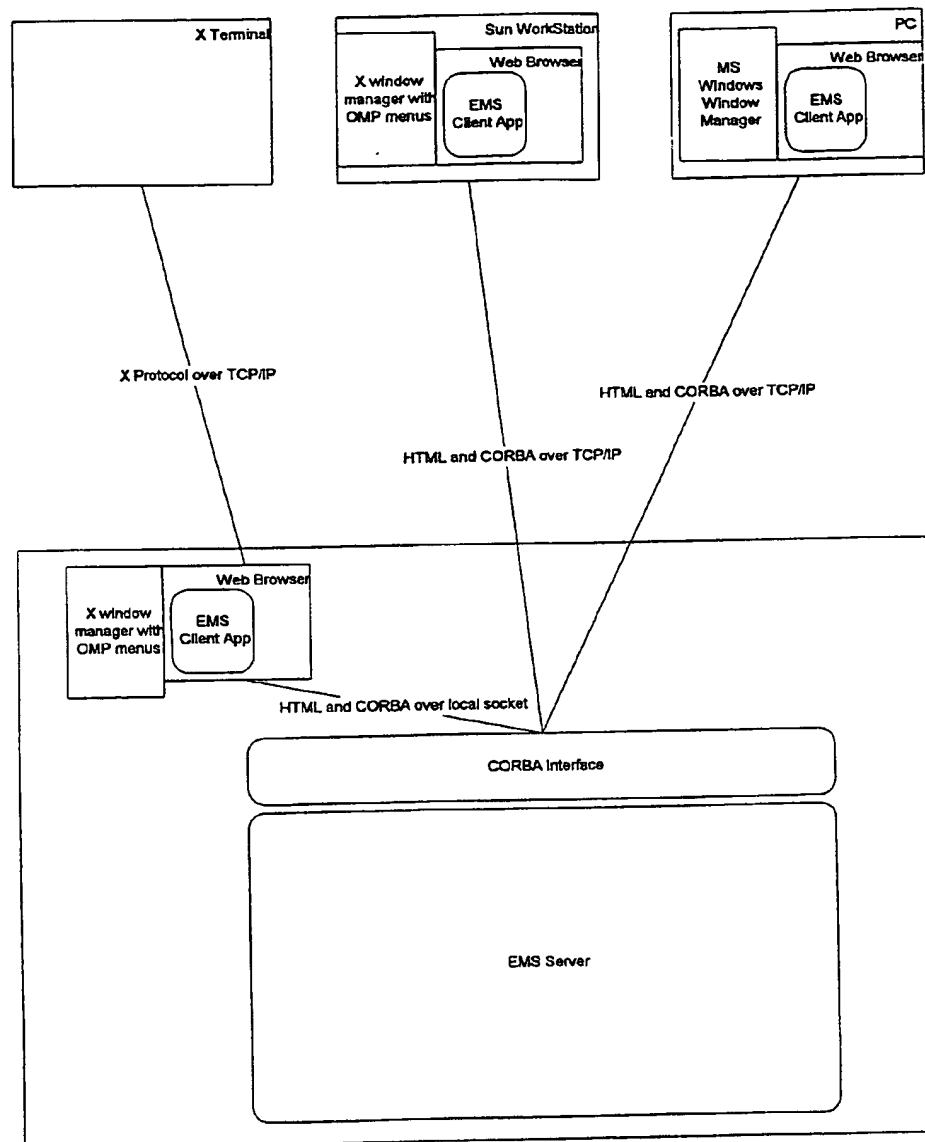 X Terminal
Sun WorkStation
X window
manager with
OMP menus
Web Browser
EMS
Client App
PC
MS
Windows
Window
Manager
Web Browser
EMS
Client App
X Protocol over TCP/IP
HTML and CORBA over TCP/IP
HTML and CORBA over TCP/IP
X window
manager with
OMP menus
Web Browser
EMS
Client App
HTML and CORBA over local socket
CORBA Interface
EMS Server